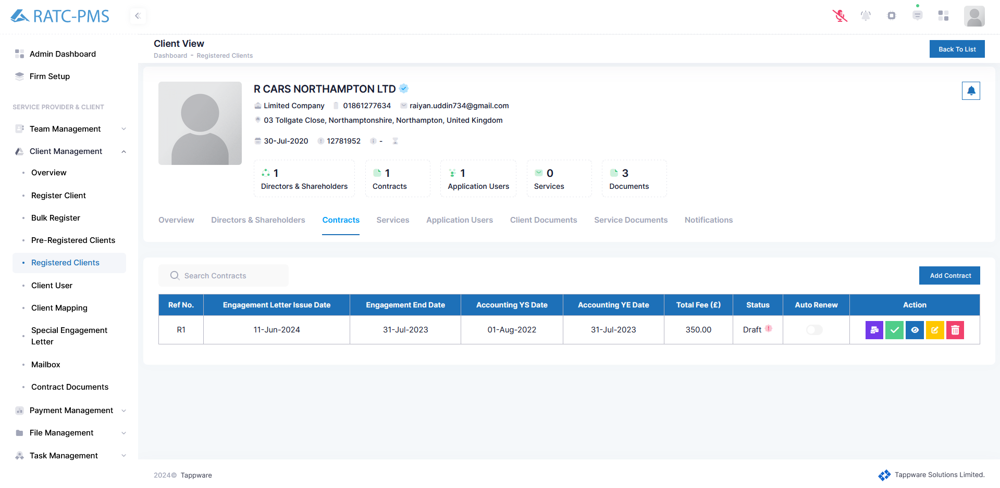 RATC-PMS
Admin Dashboard
Firm Setup
SERVICE PROVIDER & CLIENT
Team Management
Client Management
Overview
Register Client
Bulk Register
Pre-Registered Clients
Registered Clients
Client User
Client Mapping
Special Engagement
Letter
Mailbox
Contract Documents
Payment Management
File Management
Task Management
Client View
Dashboard - Registered Clients
Back To List
R CARS NORTHAMPTON LTD
Limited Company 01861277634 raiyan.uddin734@gmail.com
03 Tollgate Close, Northamptonshire, Northampton, United Kingdom
30-Jul-2020 12781952 -
1 1 1 0 3
Directors & Shareholders Contracts Application Users Services Documents
Overview Directors & Shareholders Contracts Services Application Users Client Documents Service Documents Notifications
Search Contracts Add Contract
Ref No. Engagement Letter Issue Date Engagement End Date Accounting YS Date Accounting YE Date Total Fee (£) Status Auto Renew Action
R1 11-Jun-2024 31-Jul-2023 01-Aug-2022 31-Jul-2023 350.00 Draft
2024© Tappware Tappware Solutions Limited.